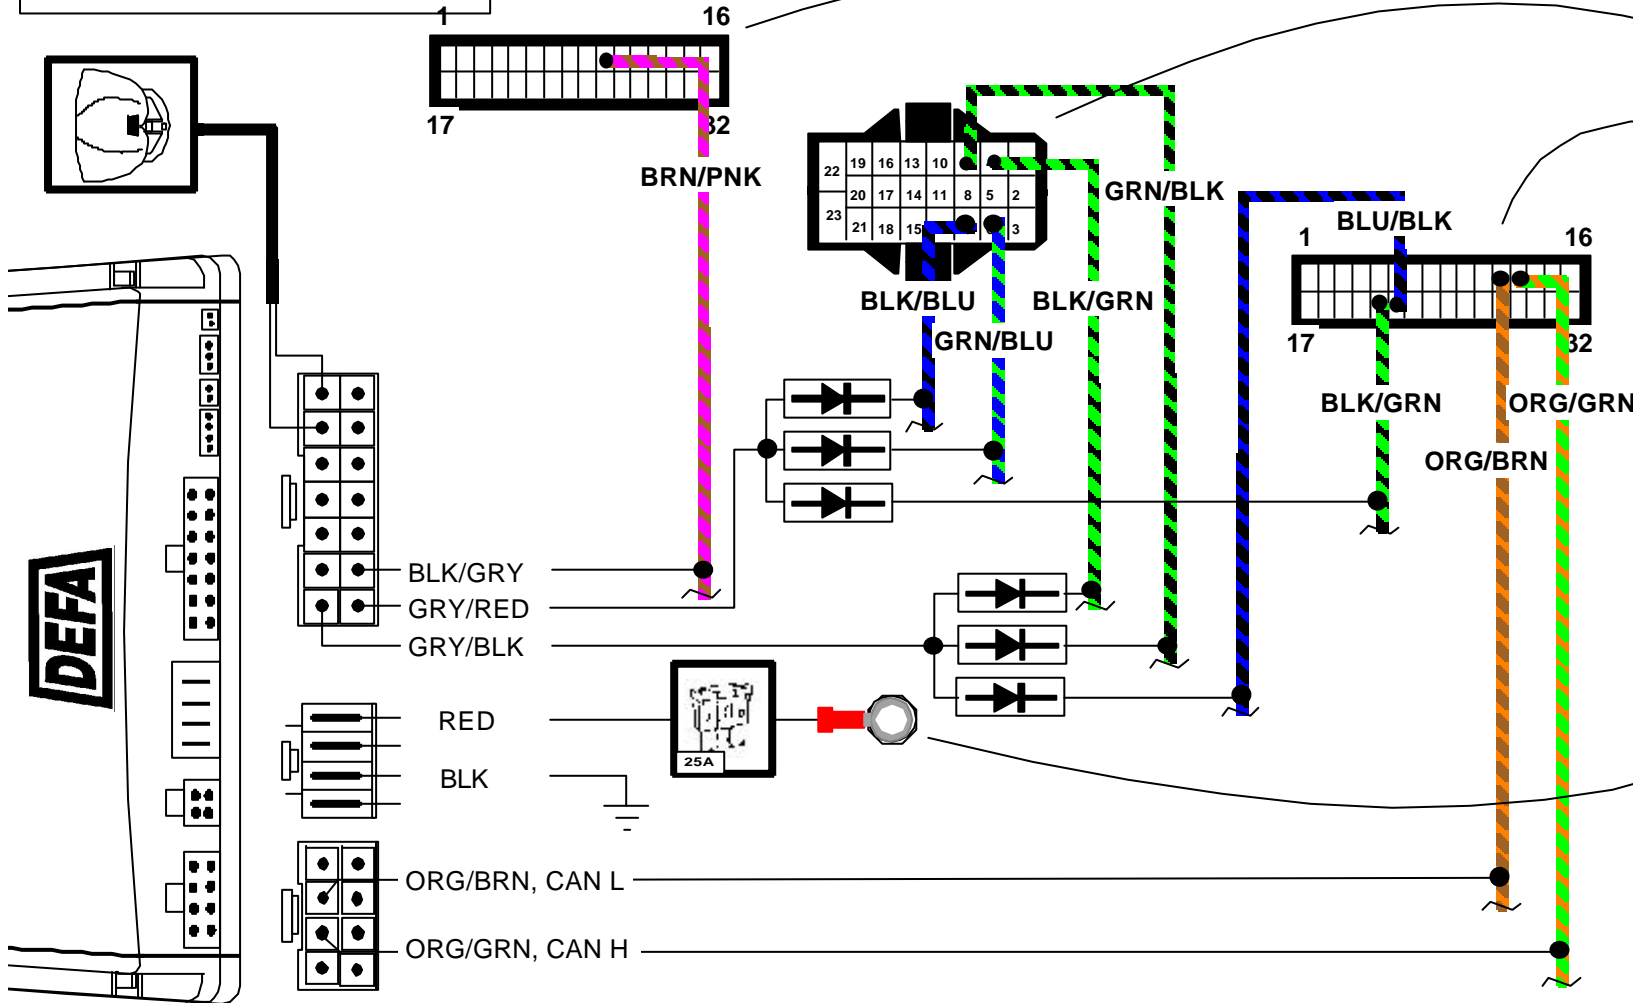 1 16
17 32
BRN/PNK
22 19 16 13 10
20 17 14 11 8 5 2
23
21 18 15 3
GRN/BLK
BLU/BLK
1 16
17 32
BLK/BLU
BLK/GRN
GRN/BLU
BLK/GRN
ORG/GRN
ORG/BRN
DEFA
BLK/GRY
GRY/RED
GRY/BLK
RED
25A
BLK
ORG/BRN, CAN L
ORG/GRN, CAN H